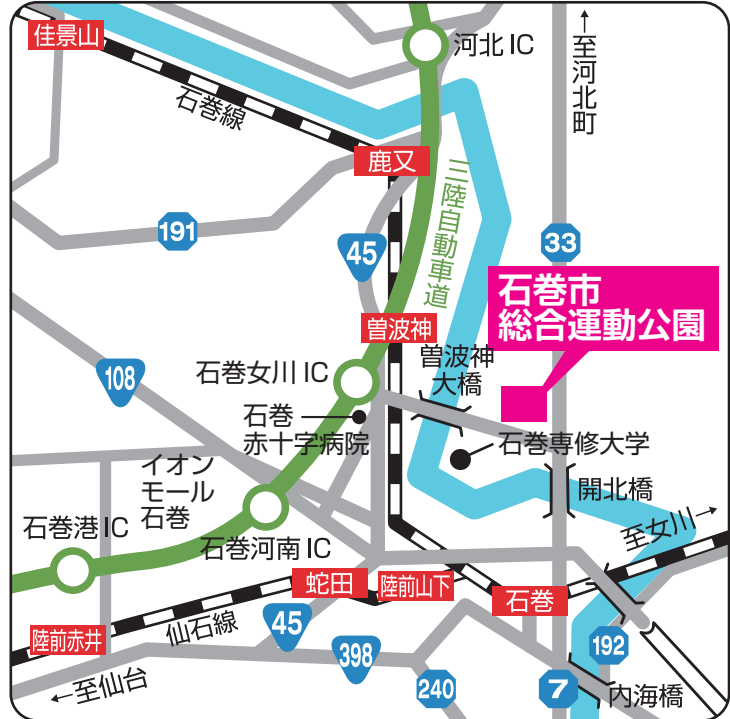 佳景山
河北IC
←至河北町
石巻線
鹿又
三陸自動車道
191
45
33
石巻市
総合運動公園
曽波神
曽波神
大橋
石巻女川IC
108
石巻
赤十字病院
石巻専修大学
イオン
モール
石巻
開北橋
石巻港IC
石巻河南IC
至女川→
蛇田
陸前山下
石巻
陸前赤井
仙石線
45
398
192
←至仙台
240
7
内海橋